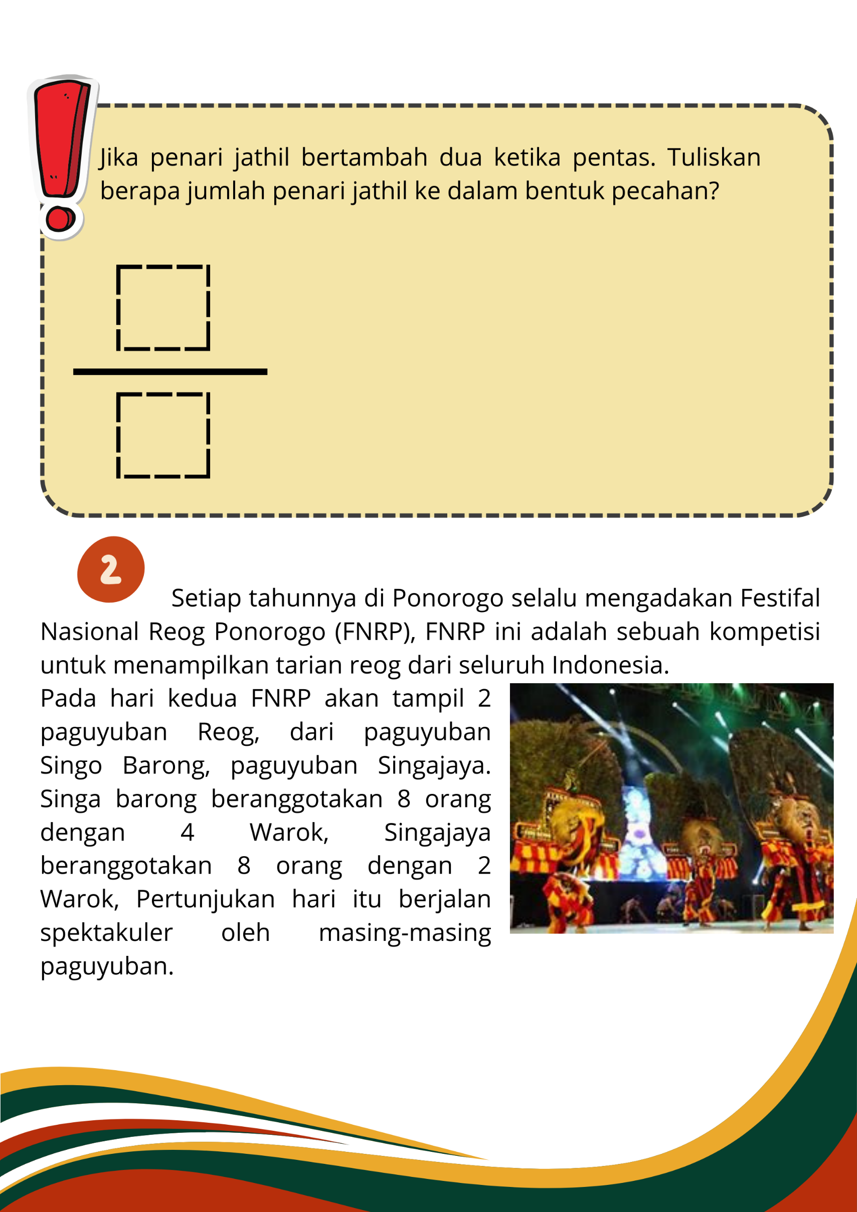 Jika penari jathil bertambah dua ketika pentas. Tuliskan
berapa jumlah penari jathil ke dalam bentuk pecahan?
2
Setiap tahunnya di Ponorogo selalu mengadakan Festifal
Nasional Reog Ponorogo (FNRP), FNRP ini adalah sebuah kompetisi
untuk menampilkan tarian reog dari seluruh Indonesia.
Pada hari kedua FNRP akan tampil 2
paguyuban Reog, dari paguyuban
Singo Barong, paguyuban Singajaya.
Singa barong beranggotakan 8 orang
dengan 4 Warok, Singajaya
beranggotakan 8 orang dengan 2
Warok, Pertunjukan hari itu berjalan
spektakuler oleh masing-masing
paguyuban.